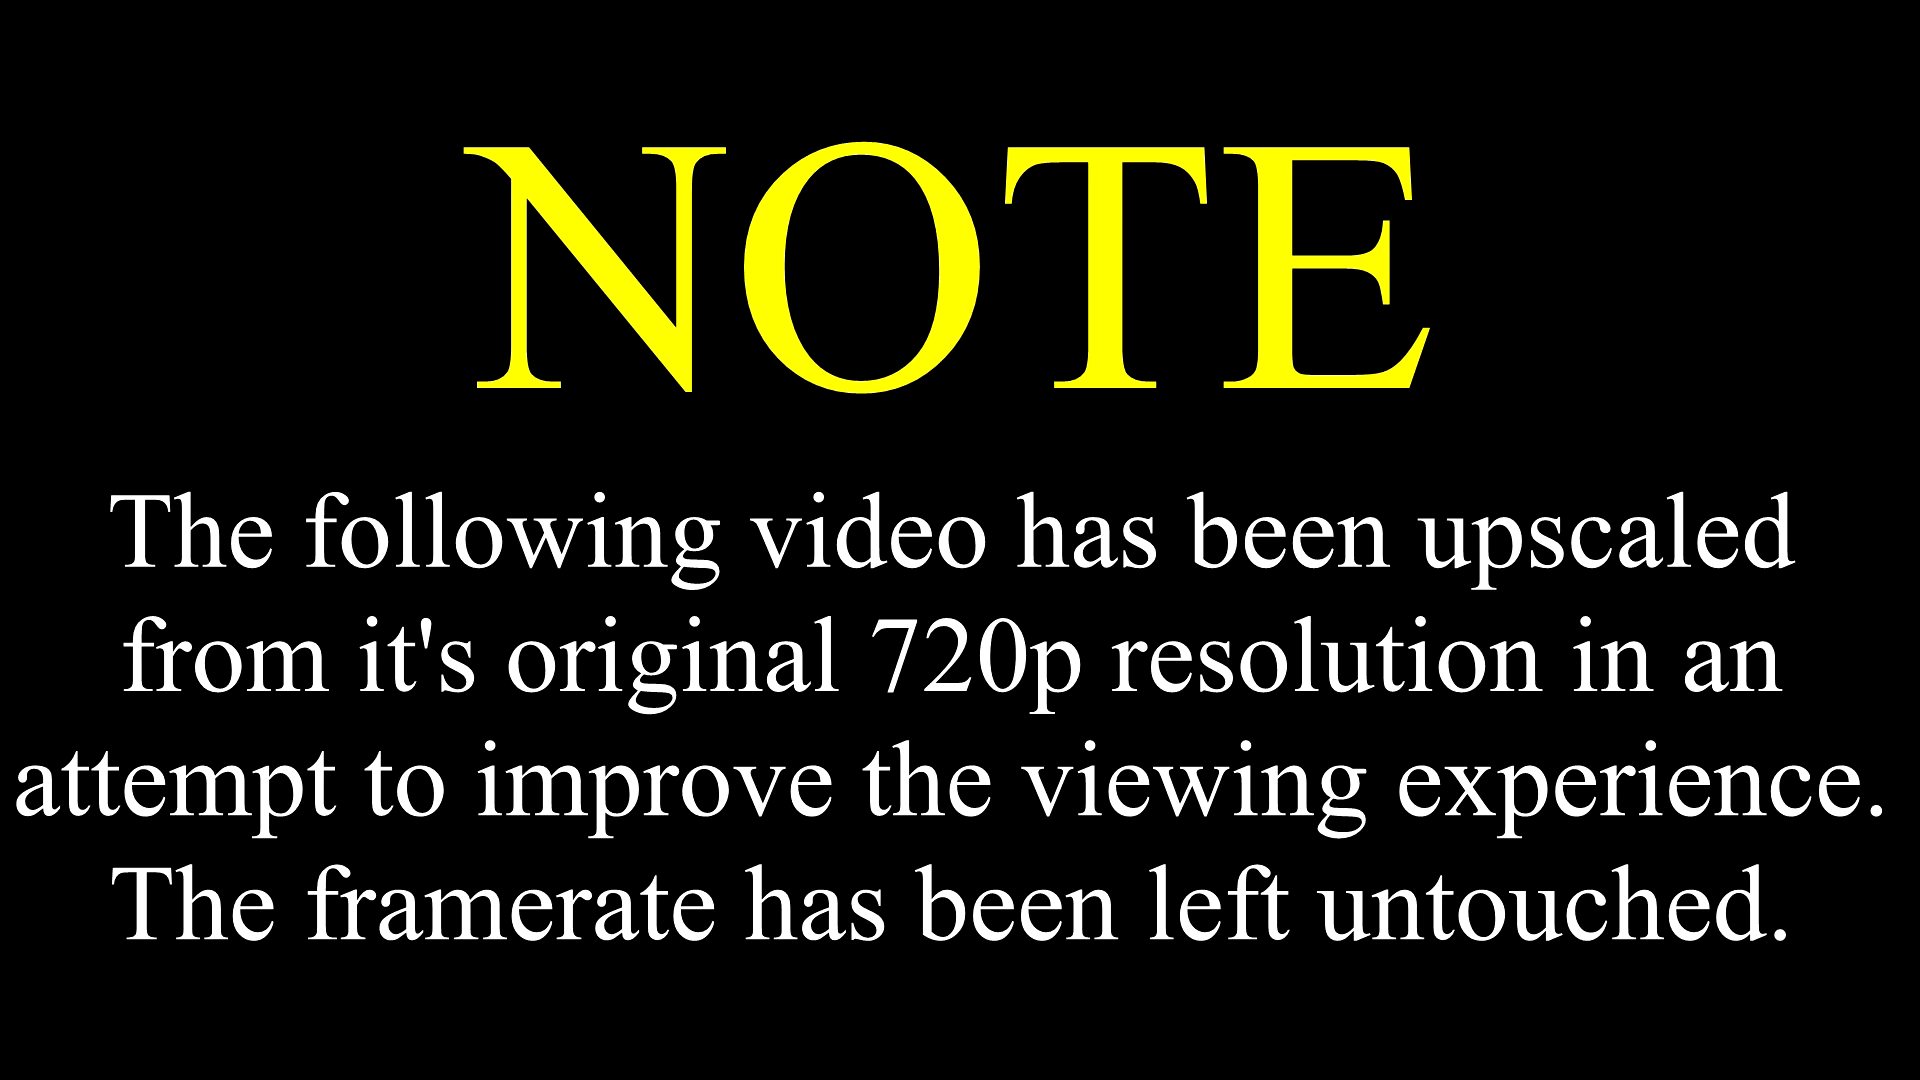 NOTE
The following video has been upscaled
from it's original 720p resolution in an
attempt to improve the viewing experience.
The framerate has been left untouched.